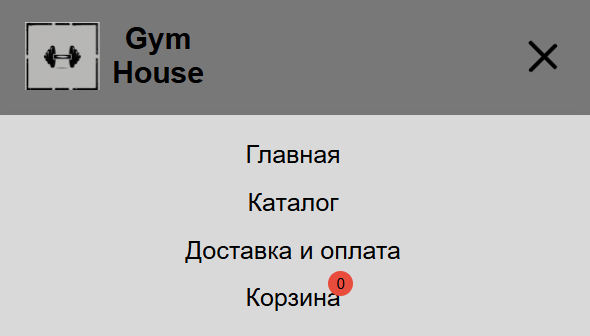 Gym
House
Главная
Каталог
Доставка и оплата
Корзина 0